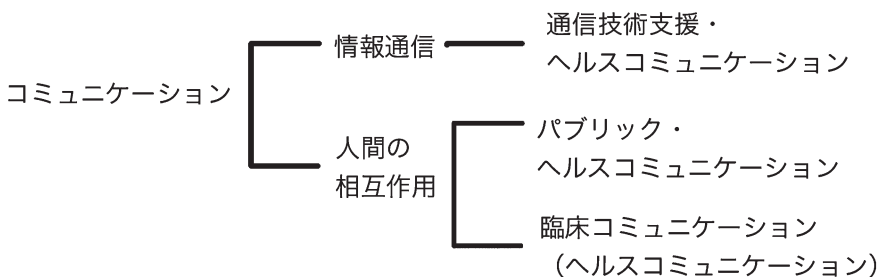 コミュニケーション
情報通信
通信技術支援・
ヘルスコミュニケーション
人間の
相互作用
パブリック・
ヘルスコミュニケーション
臨床コミュニケーション
（ヘルスコミュニケーション）